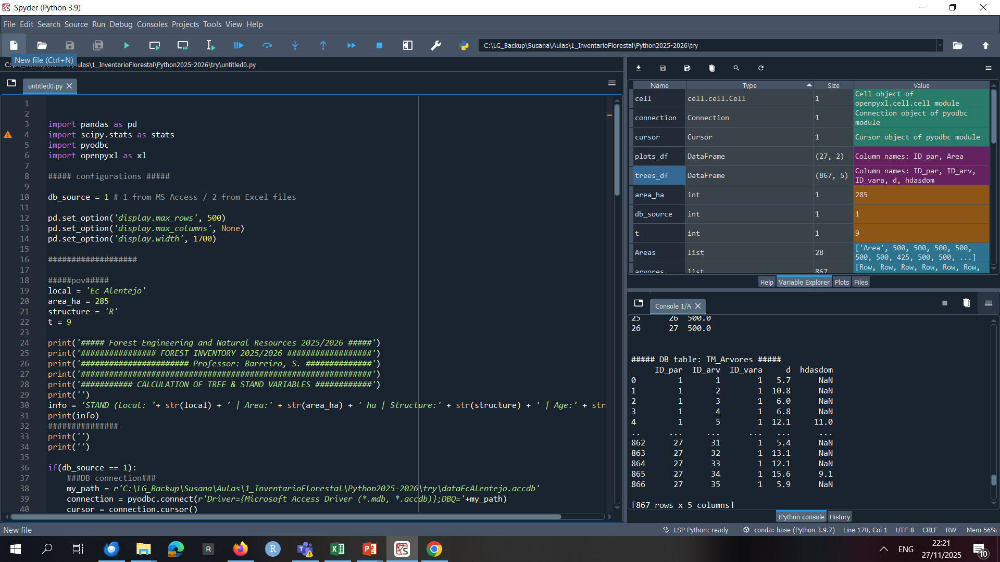 Spyder (Python 3.9)
File Edit Search Source Run Debug Consoles Projects Tools View Help
C:\LG_Backup\Susana\Aulas\1_InventarioFlorestal\Python2025-2026\try
New file (Ctrl+N)
C:\LG_Backup\Susana\Aulas\1_InventarioFlorestal\Python2025-2026\try\untitled0.py
untitled0.py
1
2
3 import pandas as pd
4 import scipy.stats as stats
5 import pyodbc
6 import openpyxl as xl
7
8 ##### configurations #####
9
10 db_source = 1 # 1 from MS Access / 2 from Excel files
11
12 pd.set_option('display.max_rows', 500)
13 pd.set_option('display.max_columns', None)
14 pd.set_option('display.width', 1700)
15
16 ###################
17
18 #####pov#####
19 local = 'Ec Alentejo'
20 area_ha = 285
21 structure = 'R'
22 t = 9
23
24 print('##### Forest Engineering and Natural Resources 2025/2026 #####')
25 print('################ FOREST INVENTORY 2025/2026 ##################')
26 print('####################### Professor: Barreiro, S. ##############')
27 print('##############################################################')
28 print('########### CALCULATION OF TREE & STAND VARIABLES ############')
29 print('')
30 info = 'STAND (Local: '+ str(local) + ' | Area:' + str(area_ha) + ' ha | Structure:' + str(structure) + ' | Age:' + str
31 print(info)
32 ###############
33 print('')
34 print('')
35
36 if(db_source == 1):
37 ###DB connection###
38 my_path = r'C:\LG_Backup\Susana\Aulas\1_InventarioFlorestal\Python2025-2026\try\dataEcAlentejo.accdb'
39 connection = pyodbc.connect(r'Driver={Microsoft Access Driver (*.mdb, *.accdb)};DBQ='+my_path)
40 cursor = connection.cursor()
Name Type Size Value
cell cell.cell.Cell 1 Cell object of
openpyxl.cell.cell module
connection Connection 1 Connection object of pyodbc
module
cursor Cursor 1 Cursor object of pyodbc module
plots_df DataFrame (27, 2) Column names: ID_par, Area
trees_df DataFrame (867, 5) Column names: ID_par, ID_arv,
ID_vara, d, hdasdom
area_ha int 1 285
db_source int 1 1
t int 1 9
Areas list 28 ['Area', 500, 500, 500, 500,
500, 500, 425, 500, 500, ...]
arvores list 867 [Row, Row, Row, Row, Row, Row,
Help Variable Explorer Plots Files
Console 1/A
25 26 500.0
26 27 500.0
##### DB table: TM_Arvores #####
ID_par ID_arv ID_vara d hdasdom
0 1 1 1 5.7 NaN
1 1 2 1 10.8 NaN
2 1 3 1 6.0 NaN
3 1 4 1 6.8 NaN
4 1 5 1 12.1 11.0
.. ... ... ... ... ...
862 27 31 1 5.4 NaN
863 27 32 1 13.1 NaN
864 27 33 1 12.1 NaN
865 27 34 1 15.6 9.1
866 27 35 1 5.9 NaN
[867 rows x 5 columns]
IPython console History
New file
LSP Python: ready conda: base (Python 3.9.7) Line 170, Col 1 UTF-8 CRLF RW Mem 56%
R
R
ENG
22:21
27/11/2025
10